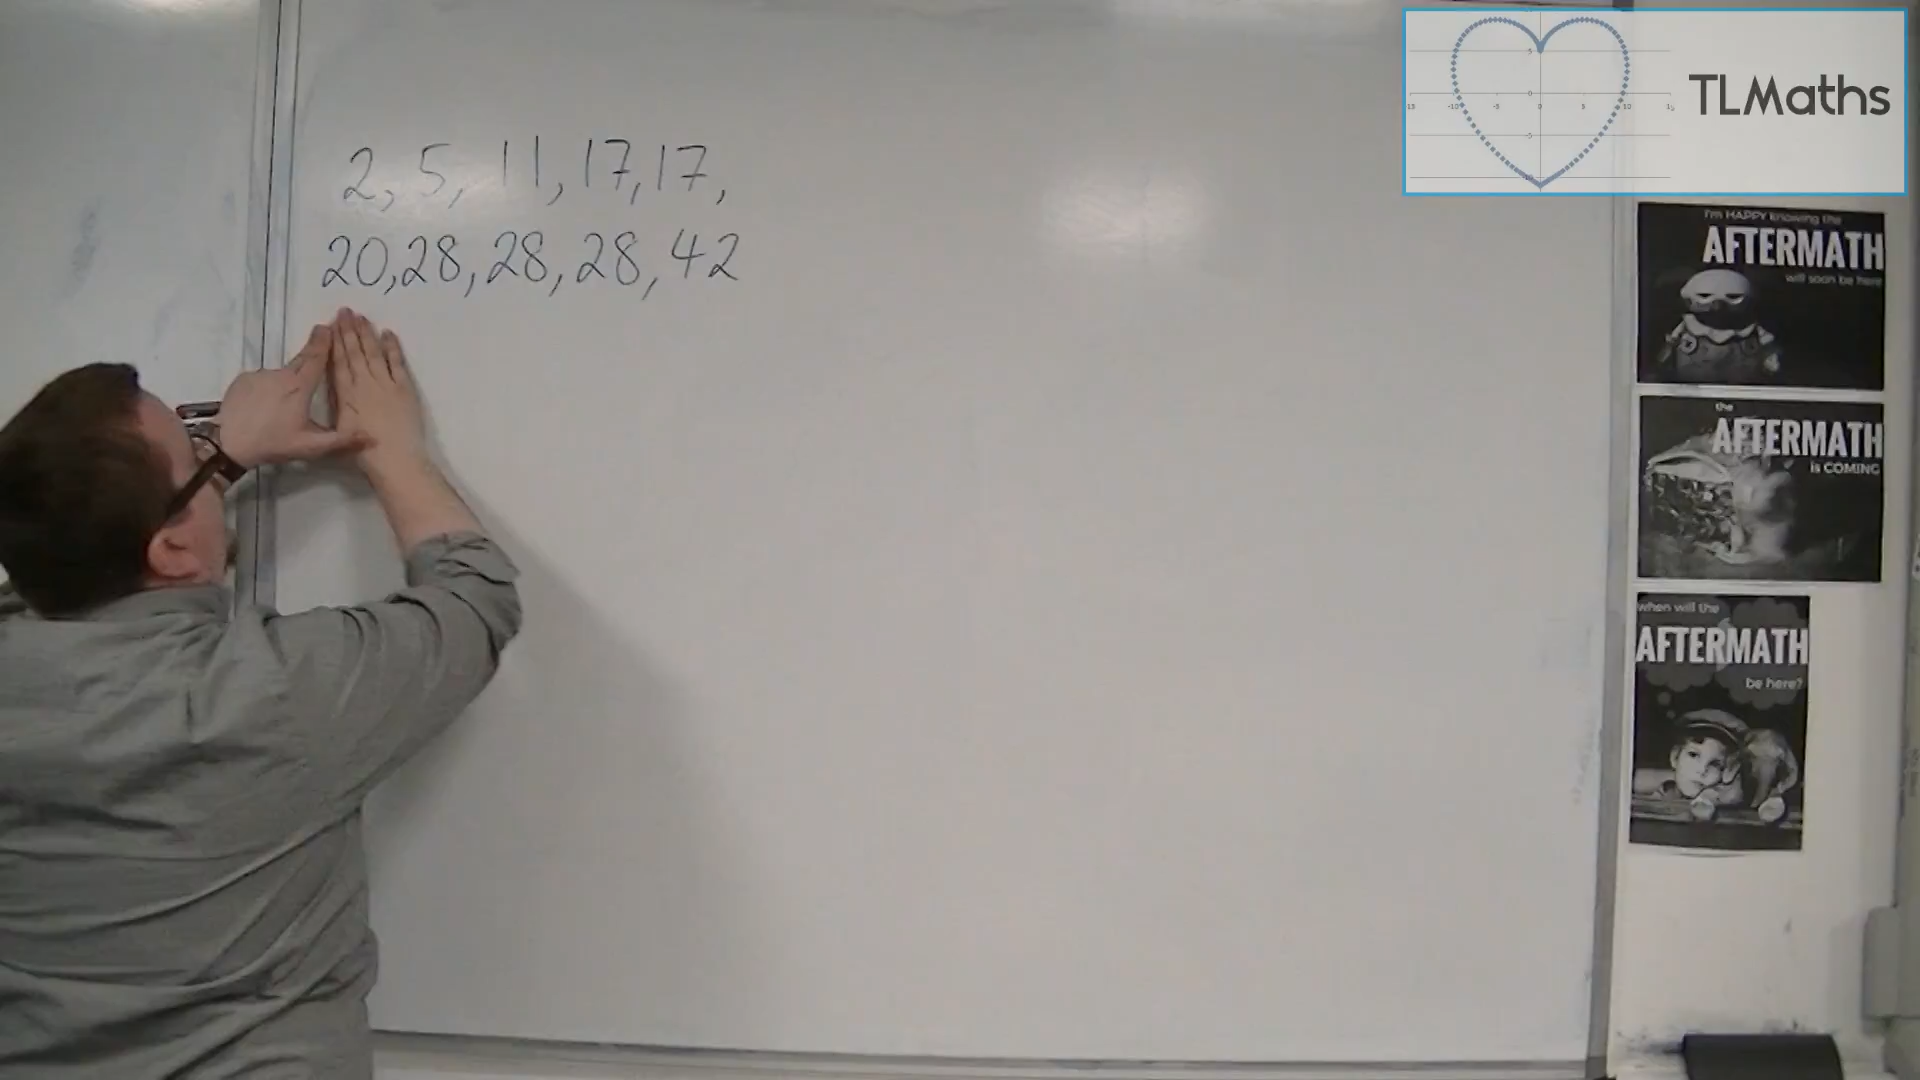 2, 5, 11, 17, 17,
20, 28, 28, 28, 42
TLMaths
I'm HAPPY knowing the
AFTERMATH
will soon be here
the
AFTERMATH
is COMING
when will the
AFTERMATH
be here?